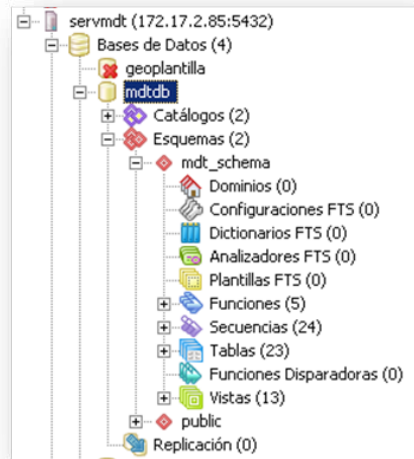 servmdt (172.17.2.85:5432)
Bases de Datos (4)
geoplantilla
mdtdb
Catálogos (2)
Esquemas (2)
mdt_schema
Dominios (0)
Configuraciones FTS (0)
Dictionarios FTS (0)
Analizadores FTS (0)
Plantillas FTS (0)
Funciones (5)
Secuencias (24)
Tablas (23)
Funciones Disparadoras (0)
Vistas (13)
public
Replicación (0)